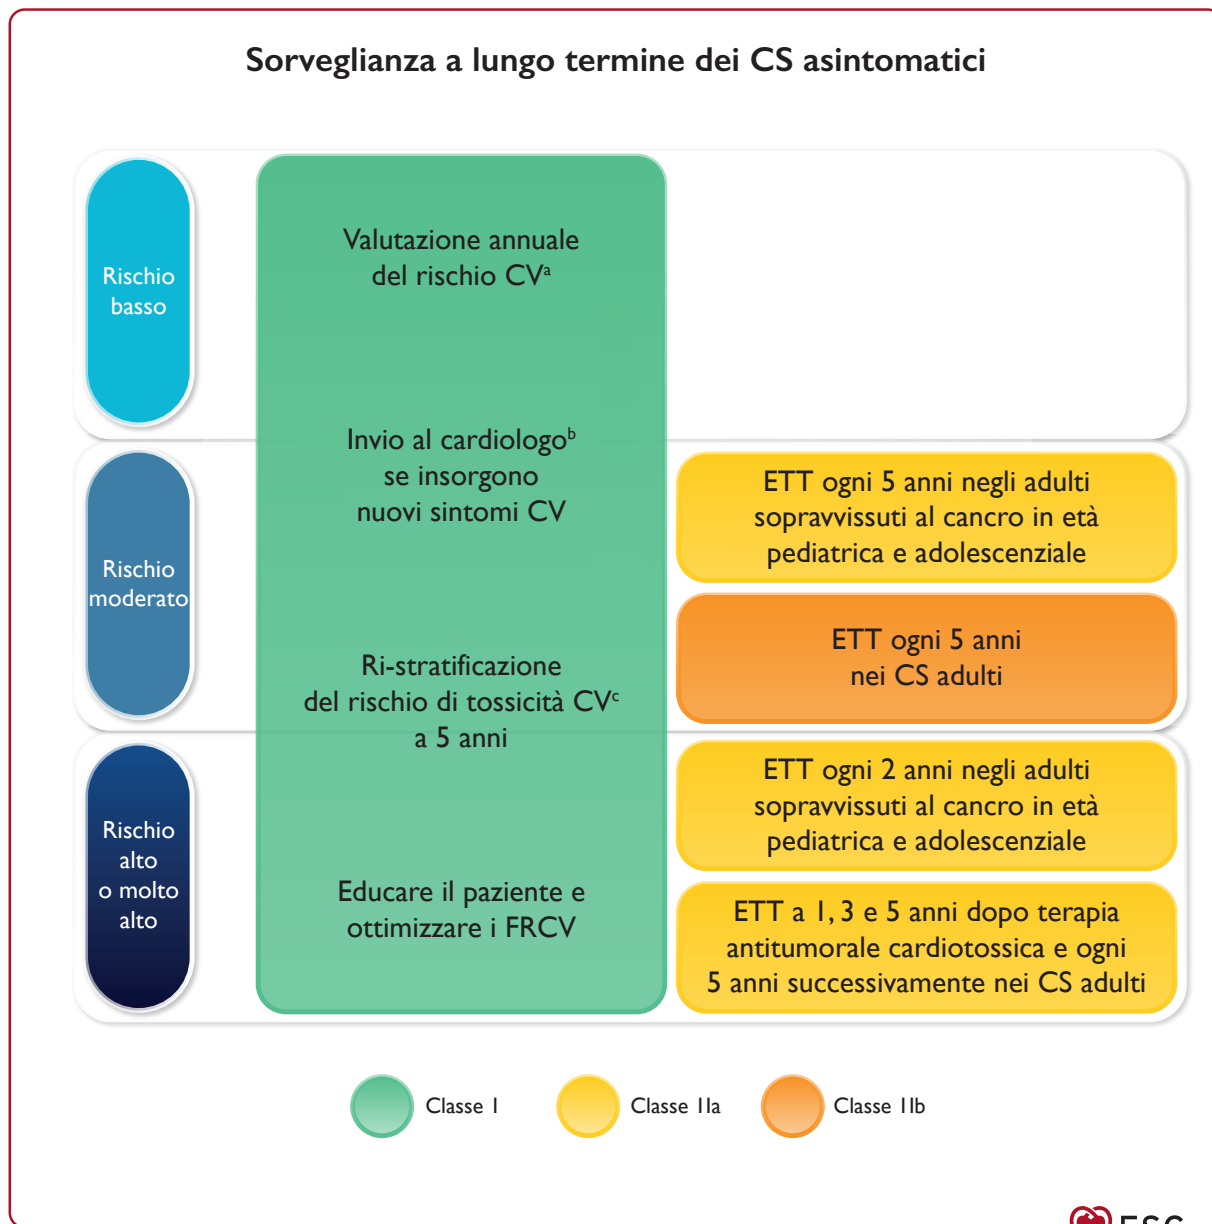 Sorveglianza a lungo termine dei CS asintomatici
Rischio
basso
Valutazione annuale
del rischio CVᵃ
Invio al cardiologoᵇ
se insorgono
nuovi sintomi CV
Rischio
moderato
ETT ogni 5 anni negli adulti
sopravvissuti al cancro in età
pediatrica e adolescenziale
ETT ogni 5 anni
nei CS adulti
Ri-stratificazione
del rischio di tossicità CVᶜ
a 5 anni
Rischio
alto
o molto
alto
ETT ogni 2 anni negli adulti
sopravvissuti al cancro in età
pediatrica e adolescenziale
Educare il paziente e
ottimizzare i FRCV
ETT a 1, 3 e 5 anni dopo terapia
antitumorale cardiotossica e ogni
5 anni successivamente nei CS adulti
Classe I
Classe IIa
Classe IIb
ESC